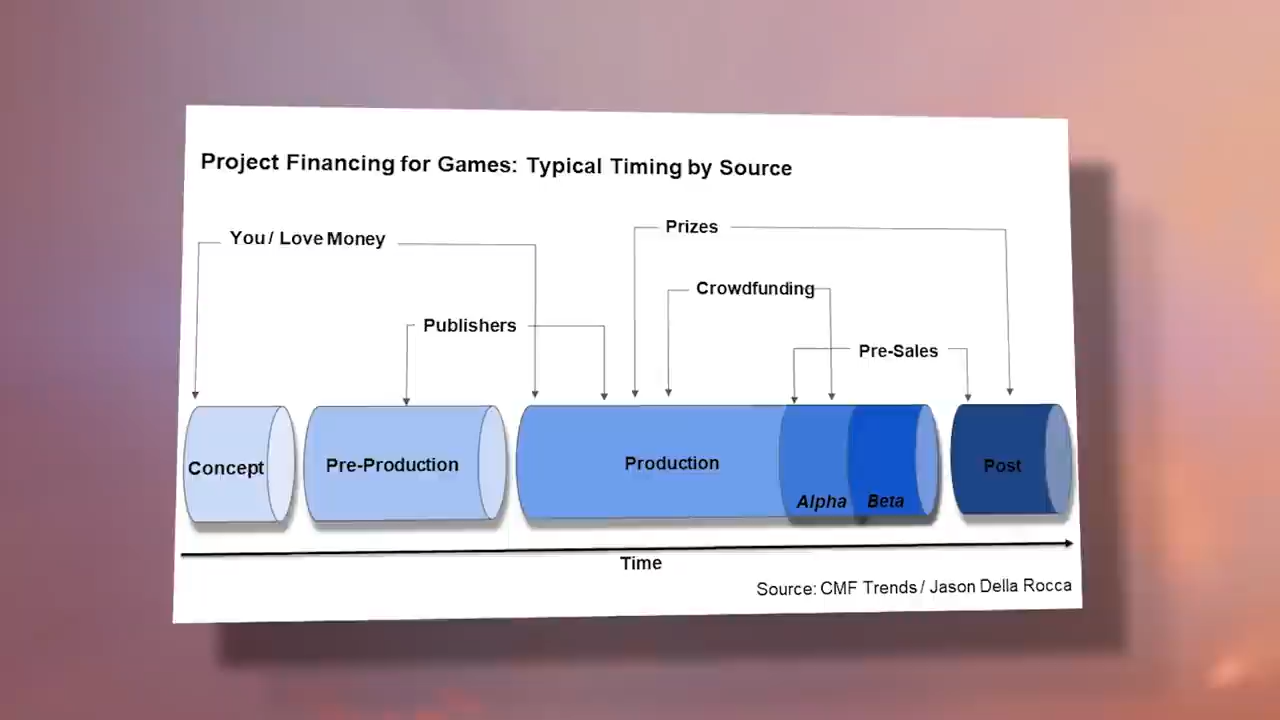 Project Financing for Games: Typical Timing by Source
You / Love Money
Prizes
Crowdfunding
Publishers
Pre-Sales
Concept
Pre-Production
Production
Alpha
Beta
Post
Time
Source: CMF Trends / Jason Della Rocca